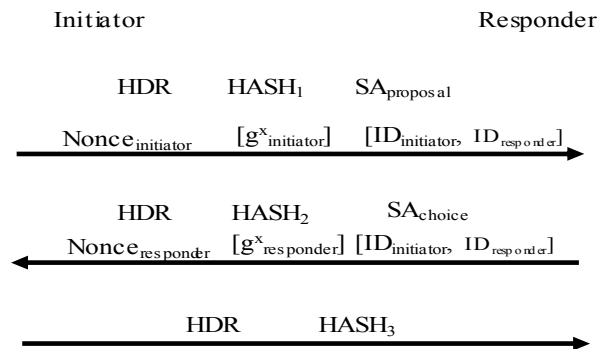 Initiator Responder
HDR HASH₁ SAproposal
Nonceinitiator [gˣinitiator] [IDinitiator, IDresponder]
HDR HASH₂ SAchoice
Nonceresponder [gˣresponder] [IDinitiator, IDresponder]
HDR HASH₃